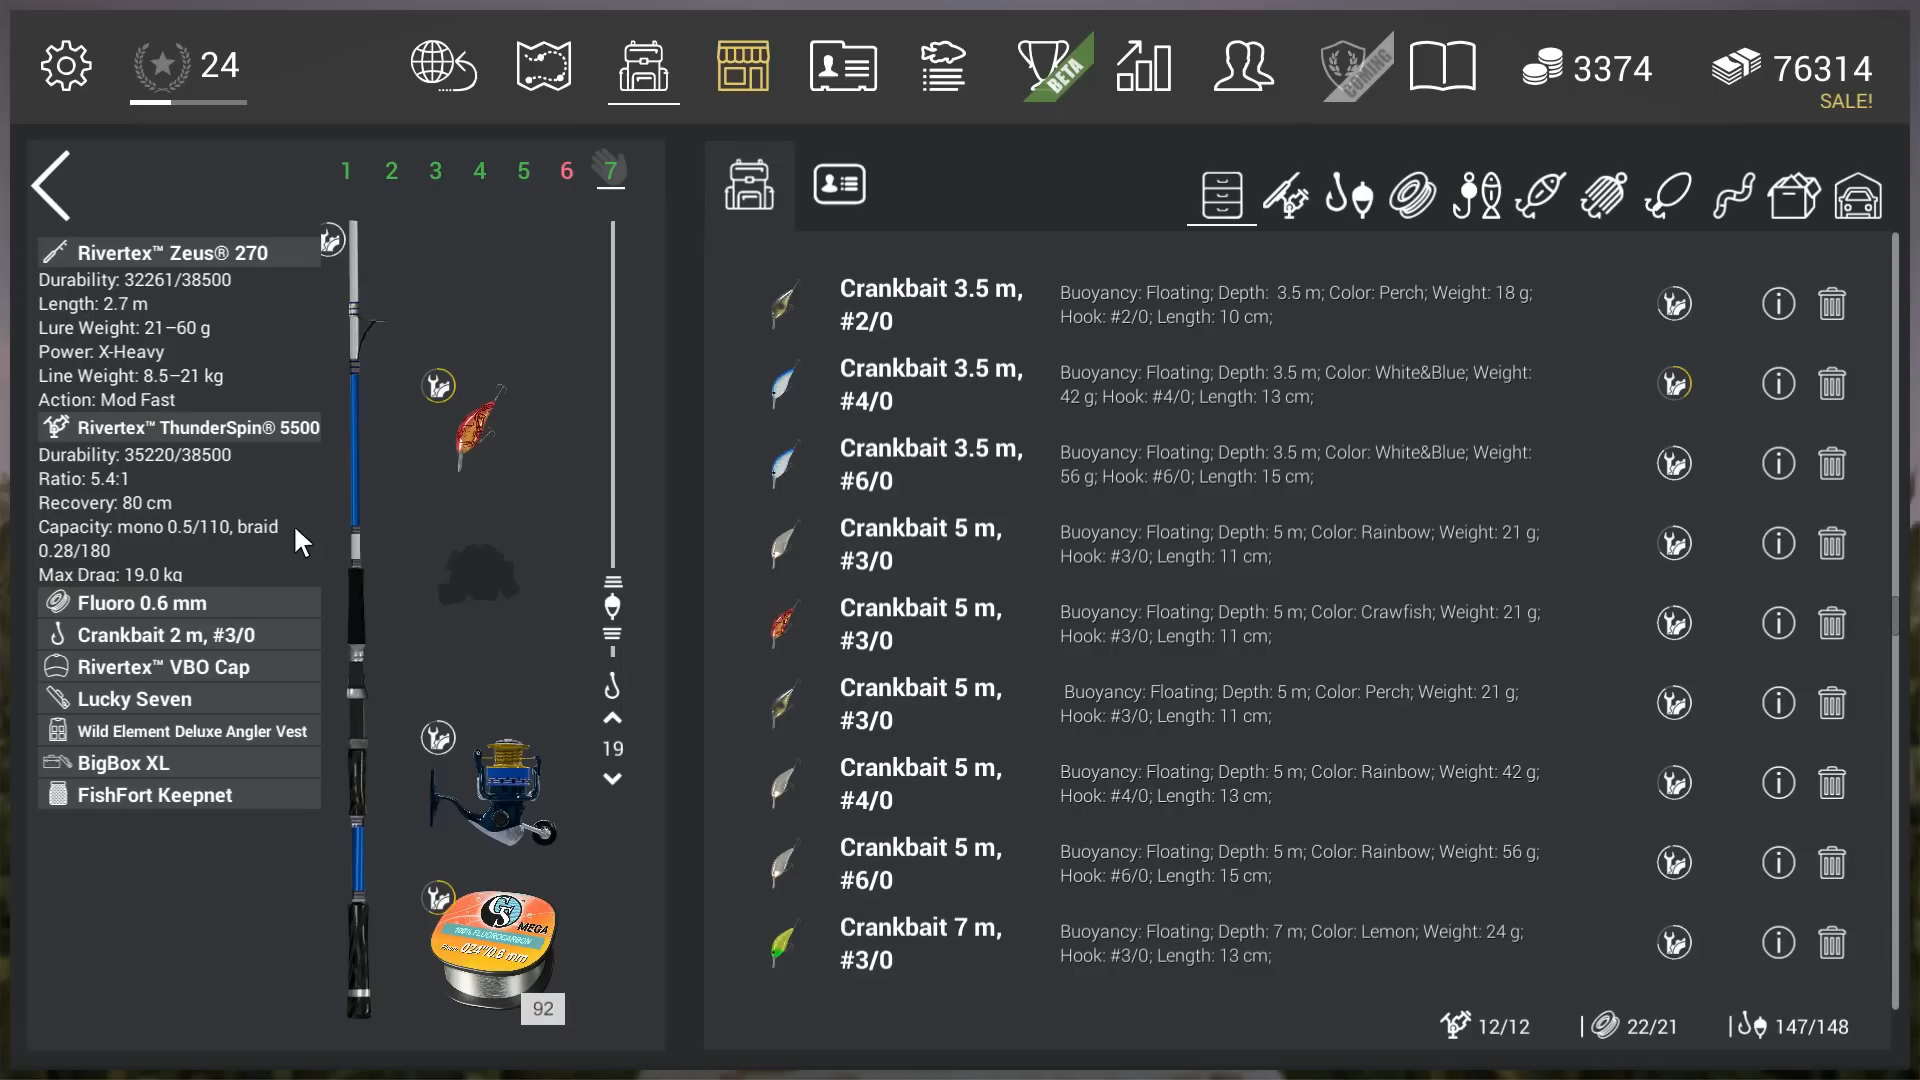 24
BETA
COMING
3374
76314
SALE!
1 2 3 4 5 6 7
Rivertex™ Zeus® 270
Durability: 32261/38500
Length: 2.7 m
Lure Weight: 21–60 g
Power: X-Heavy
Line Weight: 8.5–21 kg
Action: Mod Fast
Rivertex™ ThunderSpin® 5500
Durability: 35220/38500
Ratio: 5.4:1
Recovery: 80 cm
Capacity: mono 0.5/110, braid
0.28/180
Max Drag: 19.0 kg
Fluoro 0.6 mm
Crankbait 2 m, #3/0
Rivertex™ VBO Cap
Lucky Seven
Wild Element Deluxe Angler Vest
BigBox XL
FishFort Keepnet
19
MEGA
100% FLUOROCARBON
.024"/0.6 mm
92
Crankbait 3.5 m,
#2/0
Buoyancy: Floating; Depth: 3.5 m; Color: Perch; Weight: 18 g;
Hook: #2/0; Length: 10 cm;
Crankbait 3.5 m,
#4/0
Buoyancy: Floating; Depth: 3.5 m; Color: White&Blue; Weight:
42 g; Hook: #4/0; Length: 13 cm;
Crankbait 3.5 m,
#6/0
Buoyancy: Floating; Depth: 3.5 m; Color: White&Blue; Weight:
56 g; Hook: #6/0; Length: 15 cm;
Crankbait 5 m,
#3/0
Buoyancy: Floating; Depth: 5 m; Color: Rainbow; Weight: 21 g;
Hook: #3/0; Length: 11 cm;
Crankbait 5 m,
#3/0
Buoyancy: Floating; Depth: 5 m; Color: Crawfish; Weight: 21 g;
Hook: #3/0; Length: 11 cm;
Crankbait 5 m,
#3/0
Buoyancy: Floating; Depth: 5 m; Color: Perch; Weight: 21 g;
Hook: #3/0; Length: 11 cm;
Crankbait 5 m,
#4/0
Buoyancy: Floating; Depth: 5 m; Color: Rainbow; Weight: 42 g;
Hook: #4/0; Length: 13 cm;
Crankbait 5 m,
#6/0
Buoyancy: Floating; Depth: 5 m; Color: Rainbow; Weight: 56 g;
Hook: #6/0; Length: 15 cm;
Crankbait 7 m,
#3/0
Buoyancy: Floating; Depth: 7 m; Color: Lemon; Weight: 24 g;
Hook: #3/0; Length: 13 cm;
12/12 | 22/21 | 147/148